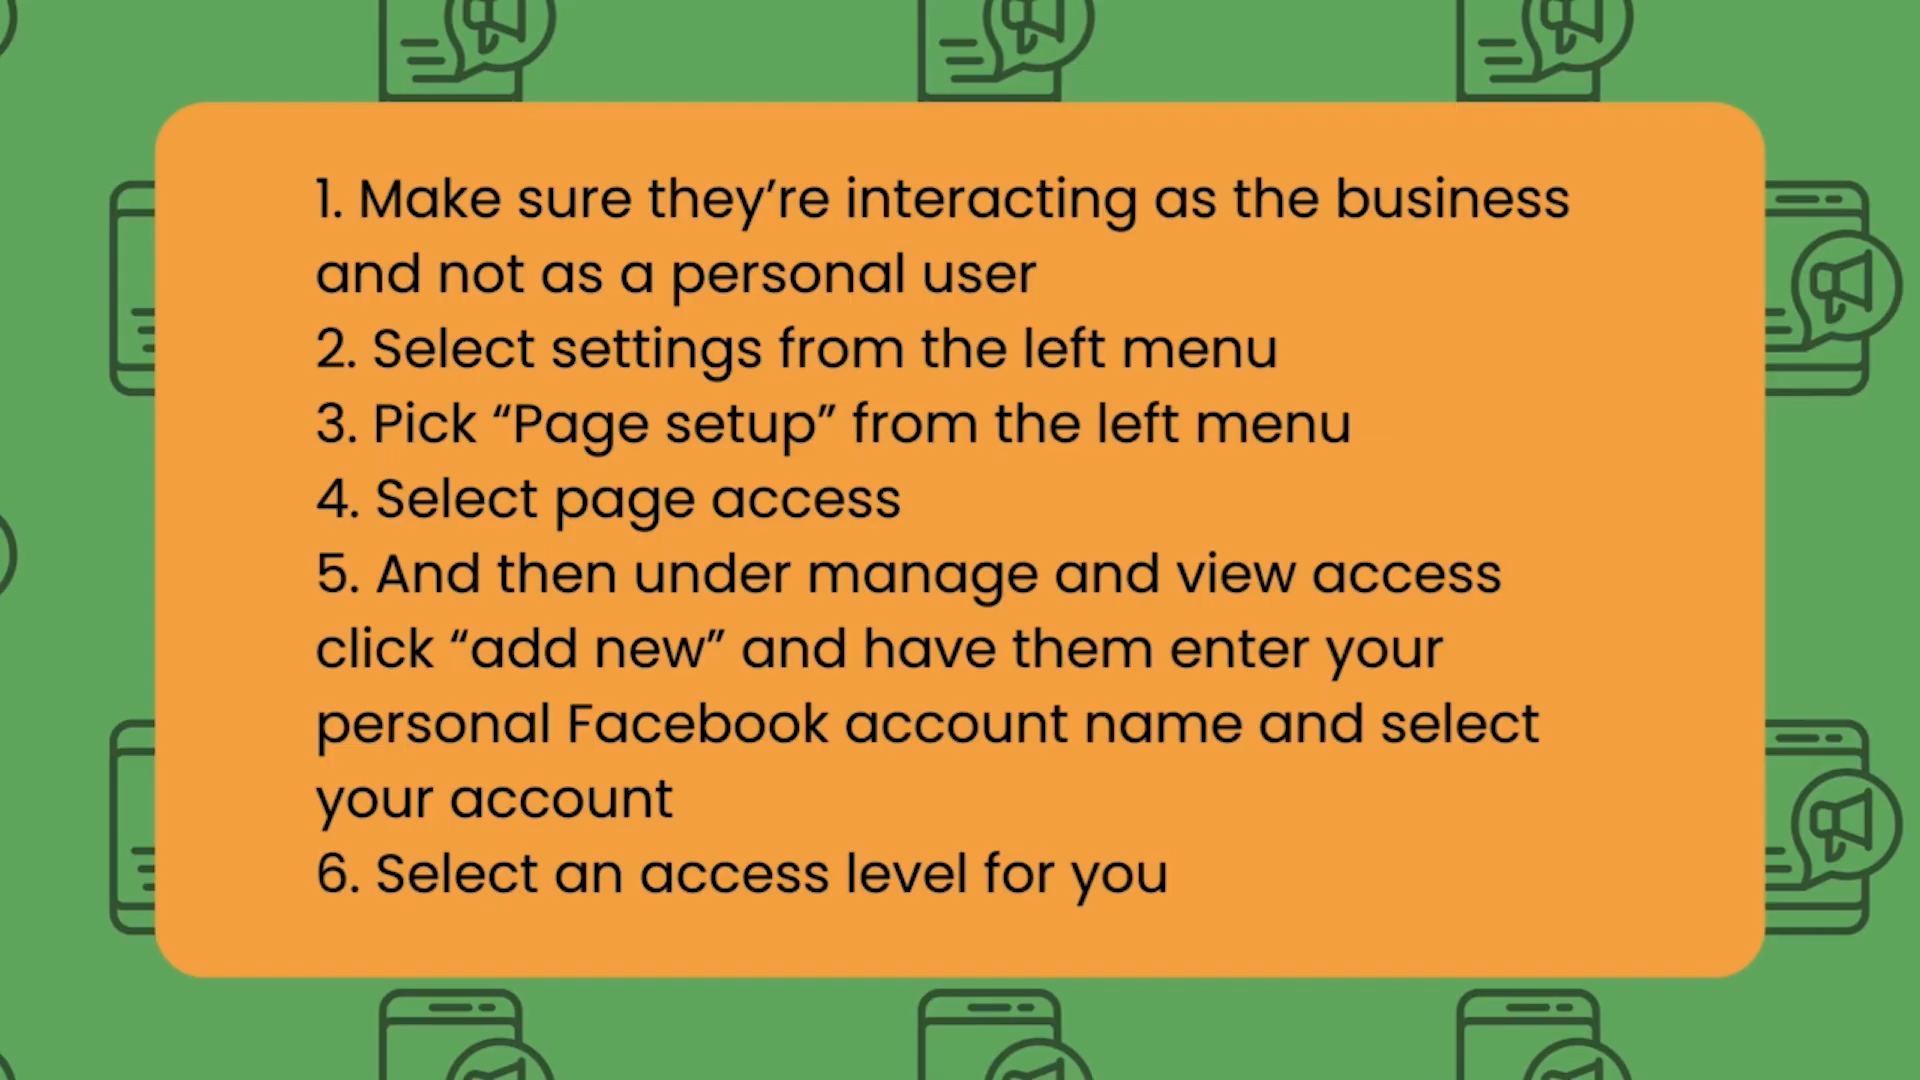 1. Make sure they’re interacting as the business
and not as a personal user
2. Select settings from the left menu
3. Pick “Page setup” from the left menu
4. Select page access
5. And then under manage and view access
click “add new” and have them enter your
personal Facebook account name and select
your account
6. Select an access level for you